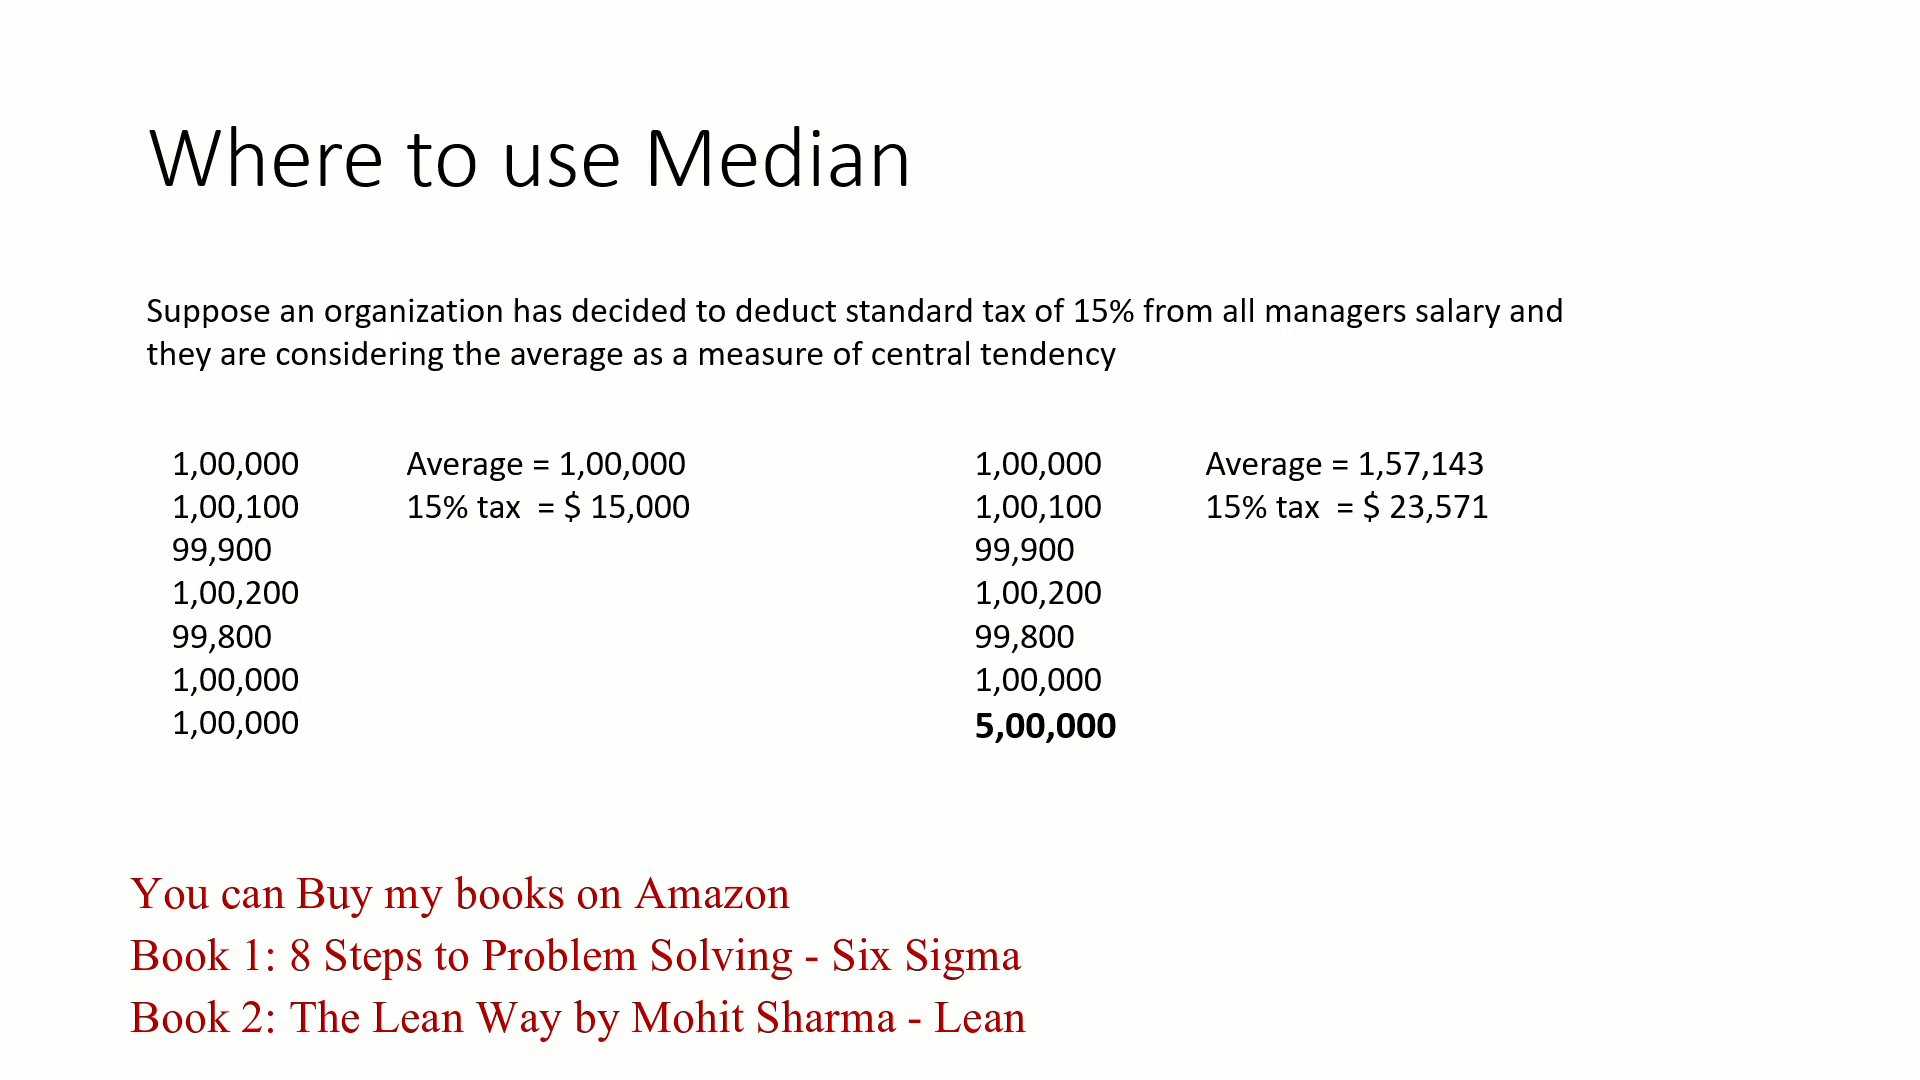 Where to use Median
Suppose an organization has decided to deduct standard tax of 15% from all managers salary and
they are considering the average as a measure of central tendency
1,00,000
1,00,100
99,900
1,00,200
99,800
1,00,000
1,00,000
Average = 1,00,000
15% tax  = $ 15,000
1,00,000
1,00,100
99,900
1,00,200
99,800
1,00,000
5,00,000
Average = 1,57,143
15% tax  = $ 23,571
You can Buy my books on Amazon
Book 1: 8 Steps to Problem Solving - Six Sigma
Book 2: The Lean Way by Mohit Sharma - Lean